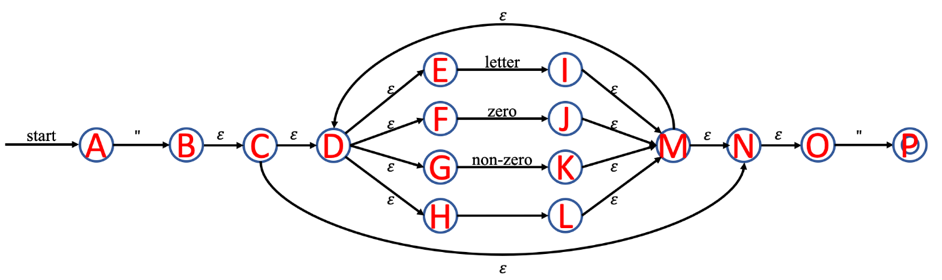 ε
E letter I
ε ε
F zero J
ε ε
start A " B ε C ε D M ε N ε O " P
G non-zero K
ε ε
H L
ε ε
ε